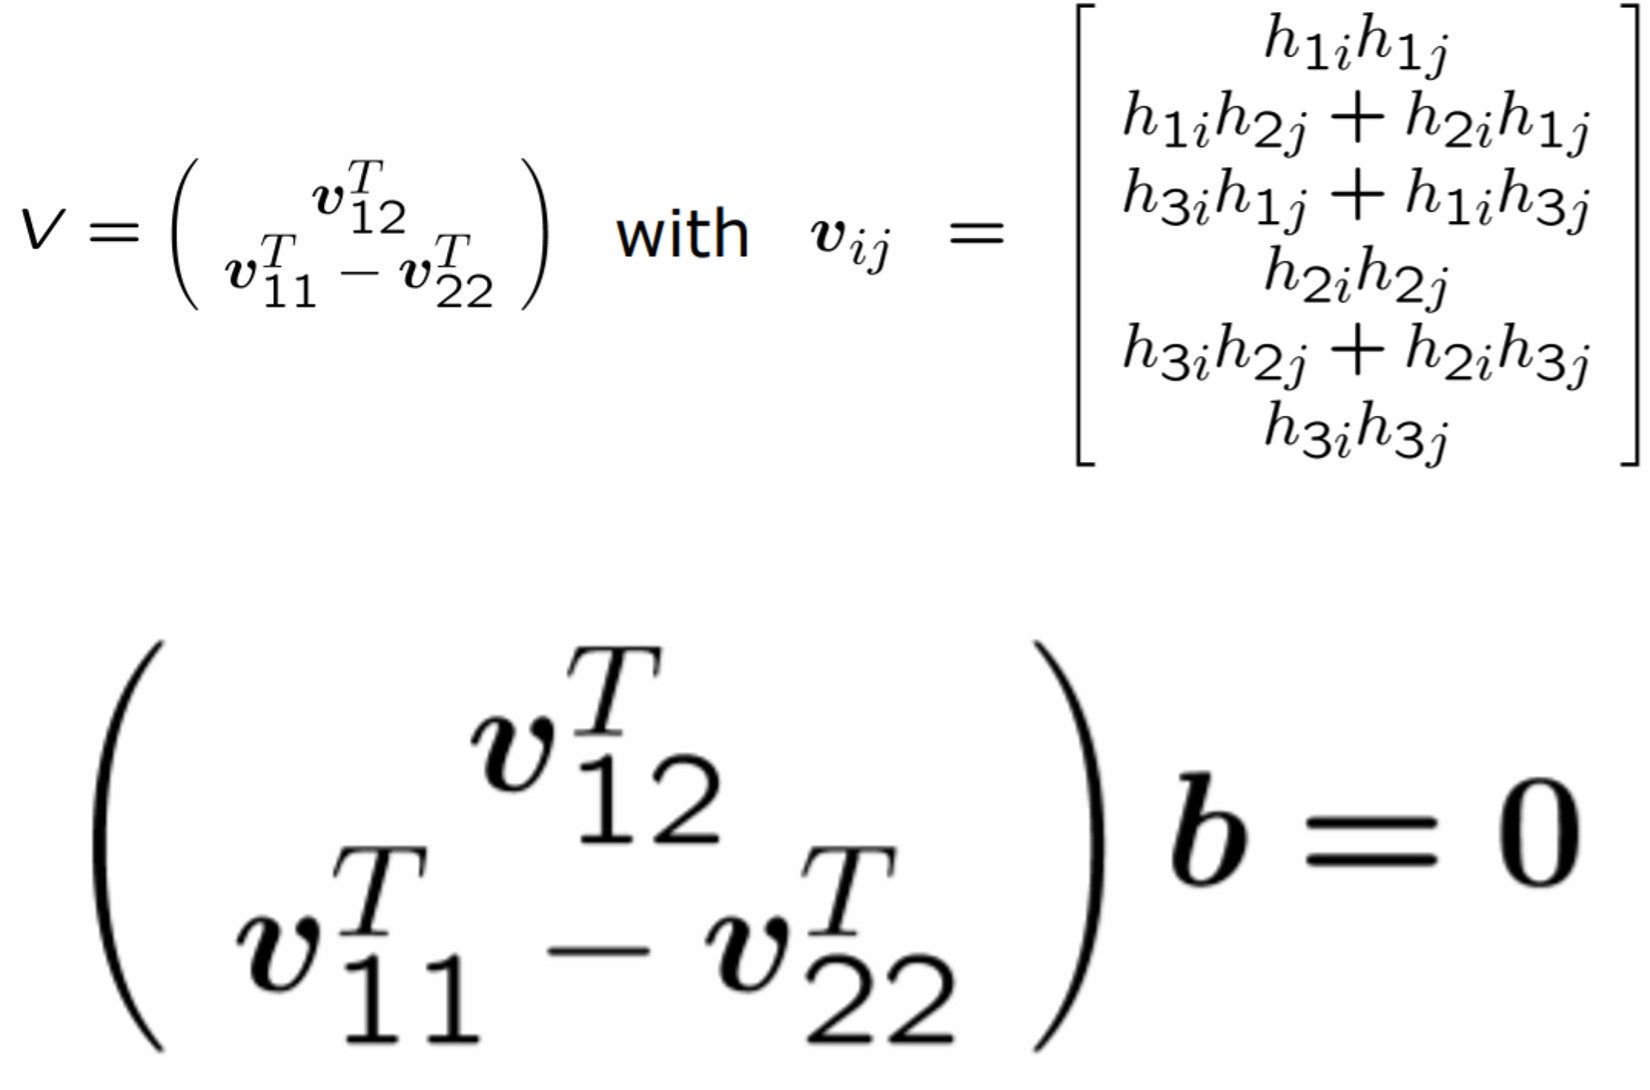 V = ( v_{12}^T ; v_{11}^T − v_{22}^T ) with v_{ij} = [ h_{1i}h_{1j} ; h_{1i}h_{2j} + h_{2i}h_{1j} ; h_{3i}h_{1j} + h_{1i}h_{3j} ; h_{2i}h_{2j} ; h_{3i}h_{2j} + h_{2i}h_{3j} ; h_{3i}h_{3j} ]
( v_{12}^T ; v_{11}^T − v_{22}^T ) b = 0